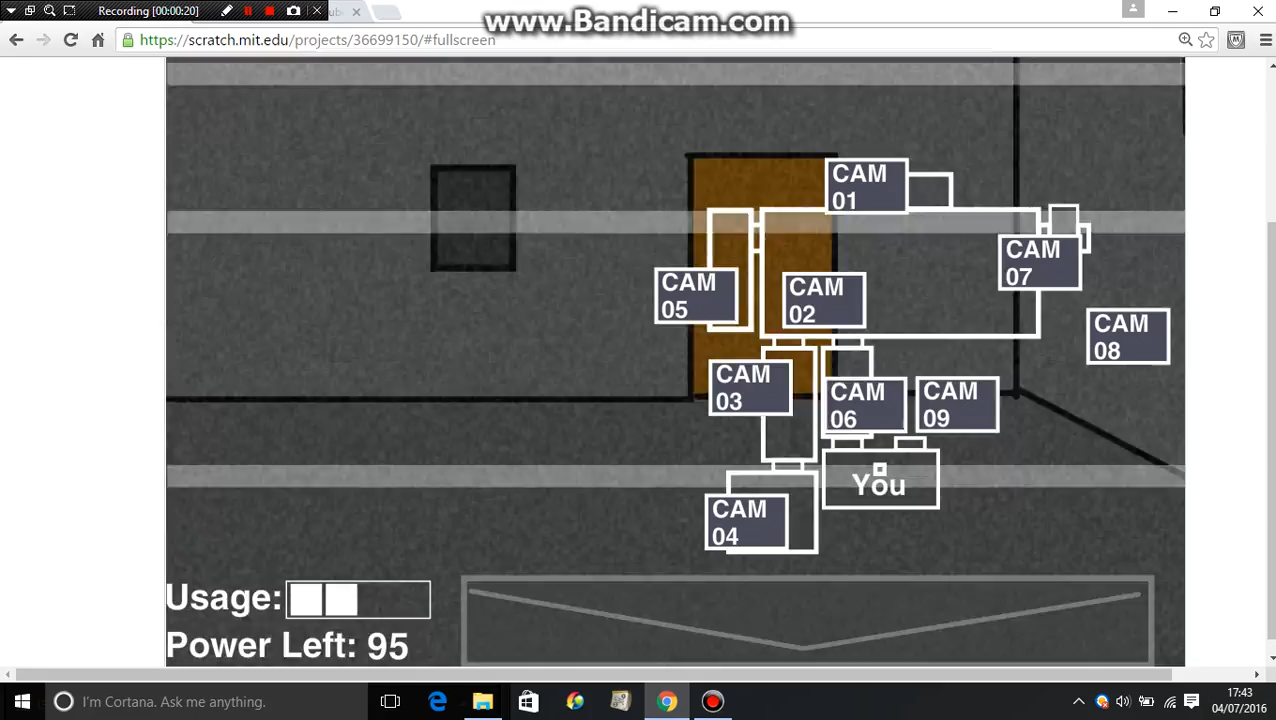 Recording [00:00:20]
www.Bandicam.com
https://scratch.mit.edu/projects/36699150/#fullscreen
CAM
01
CAM
07
CAM
05
CAM
02
CAM
08
CAM
03
CAM
06
CAM
09
You
CAM
04
Usage:
Power Left: 95
I'm Cortana. Ask me anything.
17:43
04/07/2016